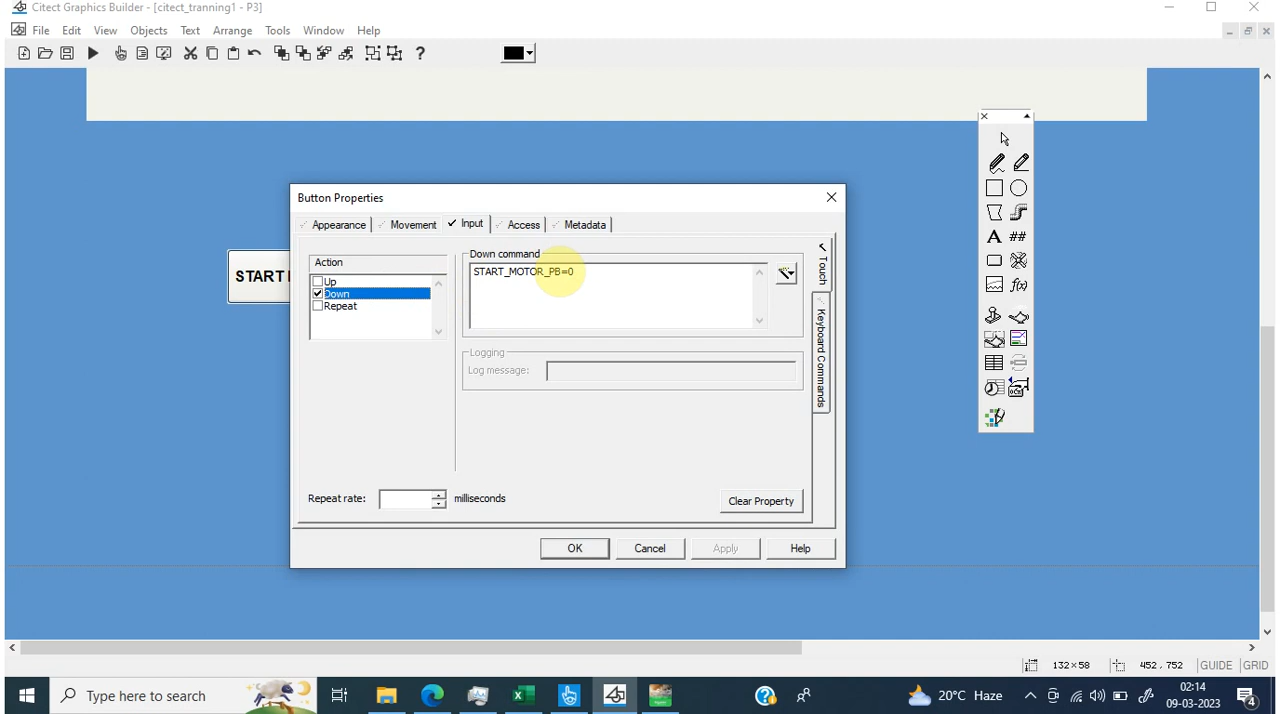 Citect Graphics Builder - [citect_tranning1 - P3]
File Edit View Objects Text Arrange Tools Window Help
Button Properties
Appearance Movement Input Access Metadata
Action
Up
Down
Repeat
Down command
START_MOTOR_PB=0
Touch
Keyboard Commands
START
Logging
Log message:
Repeat rate: milliseconds
Clear Property
OK Cancel Apply Help
132×58 452 , 752 GUIDE GRID
Type here to search
20°C Haze
02:14
09-03-2023
4